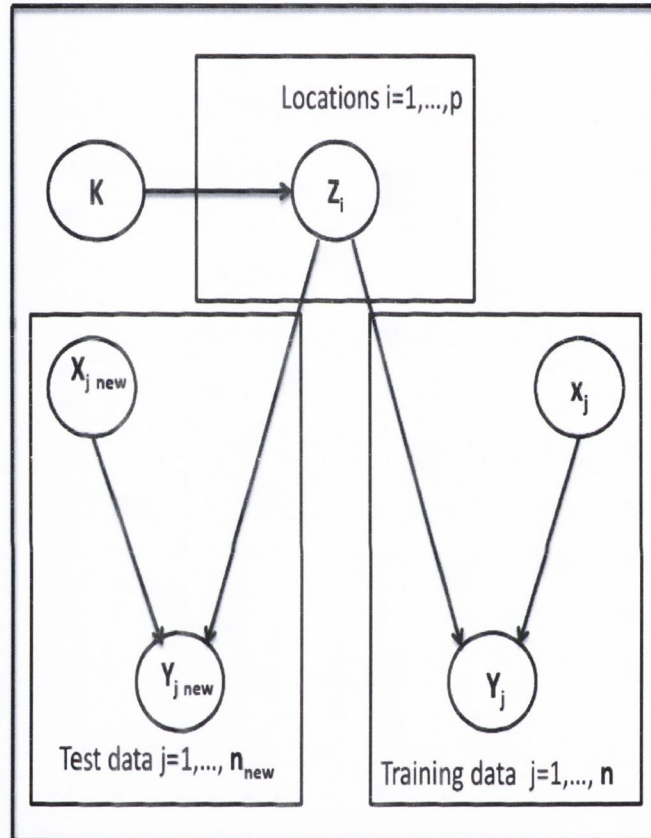 Locations i=1,...,p
K
Z_i
X_j new
x_j
Y_j new
Y_j
Test data j=1,..., n_new
Training data j=1,..., n